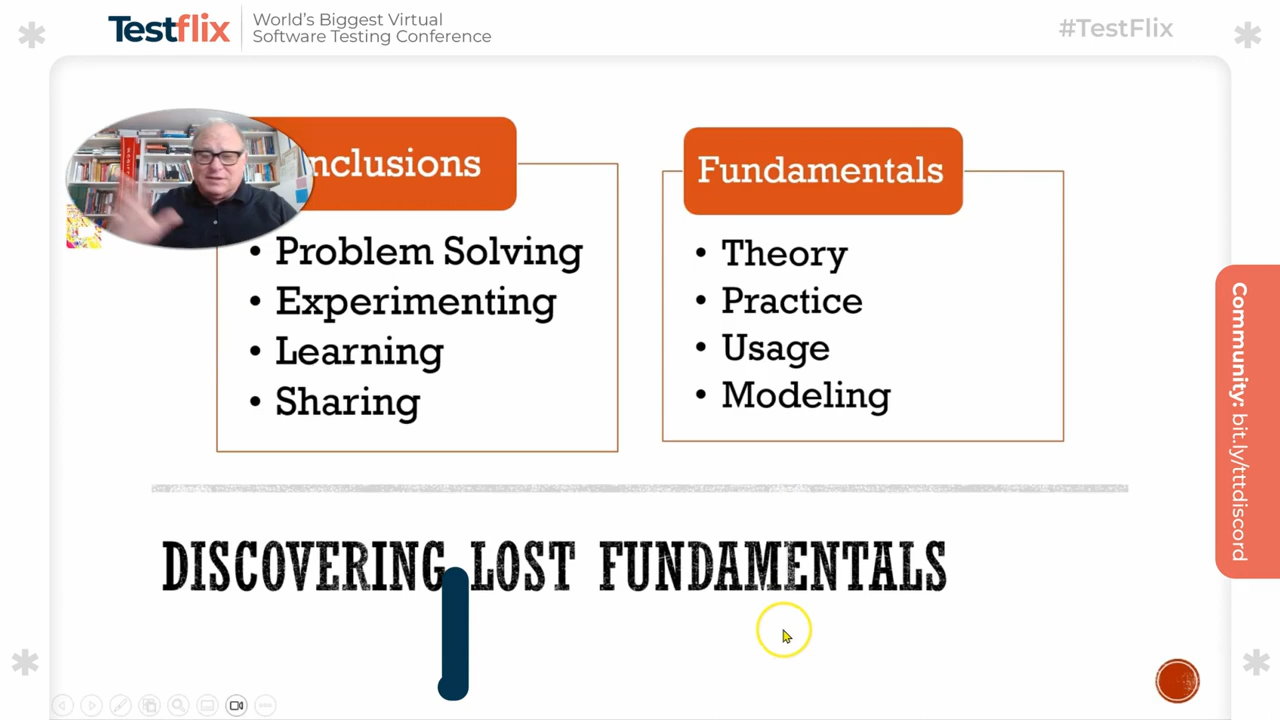 Testflix
World's Biggest Virtual
Software Testing Conference
#TestFlix
nclusions
• Problem Solving
• Experimenting
• Learning
• Sharing
Fundamentals
• Theory
• Practice
• Usage
• Modeling
DISCOVERING LOST FUNDAMENTALS
Community: bit.ly/tttdiscord